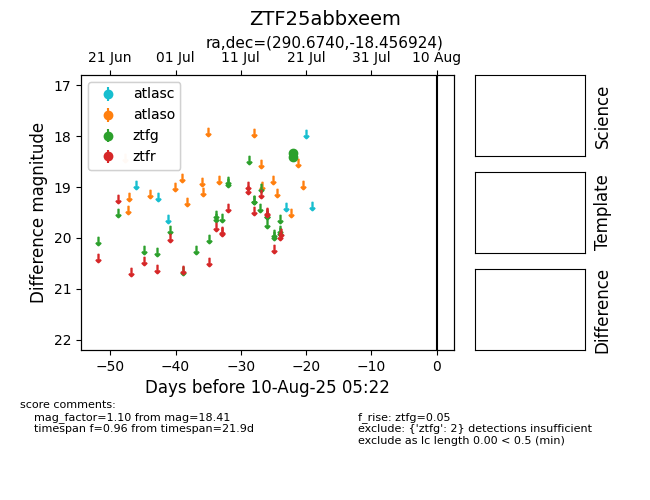 ZTF25abbxeem
ra,dec=(290.6740,-18.456924)
21 Jun 01 Jul 11 Jul 21 Jul 31 Jul 10 Aug
atlasc
atlaso
ztfg
ztfr
17
18
19
20
21
22
Difference magnitude
−50 −40 −30 −20 −10 0
Days before 10-Aug-25 05:22
Science
Template
Difference
score comments:
mag_factor=1.10 from mag=18.41
timespan f=0.96 from timespan=21.9d
f_rise: ztfg=0.05
exclude: {'ztfg': 2} detections insufficient
exclude as lc length 0.00 < 0.5 (min)